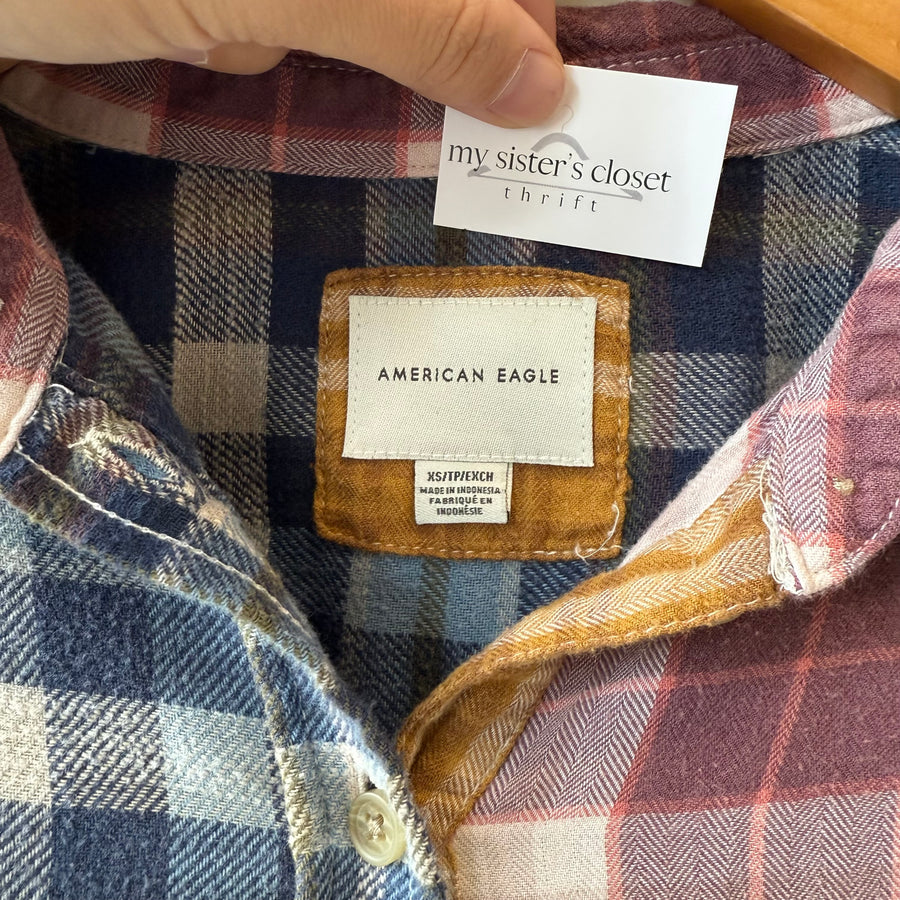 my sister's closet
thrift
AMERICAN EAGLE
XS/TP/EXCH
MADE IN INDONESIA
FABRIQUÉ EN
INDONÉSIE